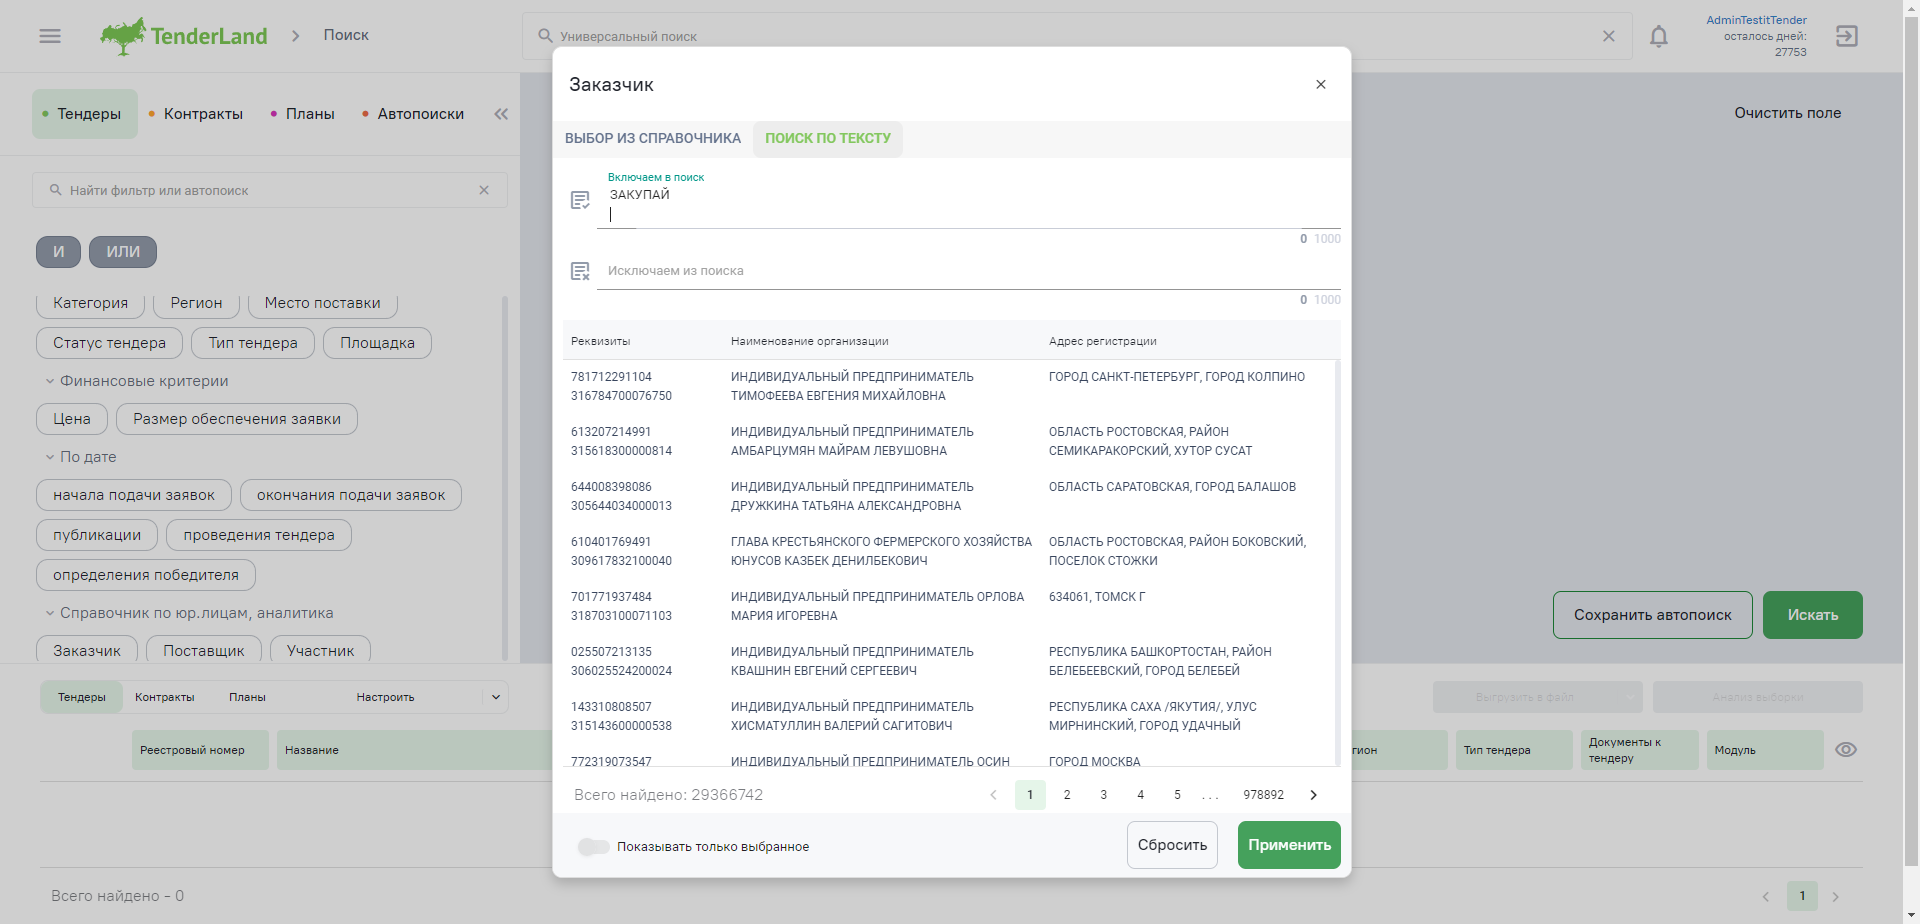 TenderLand
Поиск
Универсальный поиск
AdminTestitTender
осталось дней:
27753
Тендеры
Контракты
Планы
Автопоиски
Очистить поле
Найти фильтр или автопоиск
И
ИЛИ
Категория
Регион
Место поставки
Статус тендера
Тип тендера
Площадка
Финансовые критерии
Цена
Размер обеспечения заявки
По дате
начала подачи заявок
окончания подачи заявок
публикации
проведения тендера
определения победителя
Справочник по юр.лицам, аналитика
Заказчик
Поставщик
Участник
Заказчик
ВЫБОР ИЗ СПРАВОЧНИКА
ПОИСК ПО ТЕКСТУ
Включаем в поиск
ЗАКУПАЙ
0 1000
Исключаем из поиска
0 1000
Реквизиты
Наименование организации
Адрес регистрации
781712291104
316784700076750
ИНДИВИДУАЛЬНЫЙ ПРЕДПРИНИМАТЕЛЬ
ТИМОФЕЕВА ЕВГЕНИЯ МИХАЙЛОВНА
ГОРОД САНКТ-ПЕТЕРБУРГ, ГОРОД КОЛПИНО
613207214991
315618300000814
ИНДИВИДУАЛЬНЫЙ ПРЕДПРИНИМАТЕЛЬ
АМБАРЦУМЯН МАЙРАМ ЛЕВУШОВНА
ОБЛАСТЬ РОСТОВСКАЯ, РАЙОН
СЕМИКАРАКОРСКИЙ, ХУТОР СУСАТ
644008398086
305644034000013
ИНДИВИДУАЛЬНЫЙ ПРЕДПРИНИМАТЕЛЬ
ДРУЖКИНА ТАТЬЯНА АЛЕКСАНДРОВНА
ОБЛАСТЬ САРАТОВСКАЯ, ГОРОД БАЛАШОВ
610401769491
309617832100040
ГЛАВА КРЕСТЬЯНСКОГО ФЕРМЕРСКОГО ХОЗЯЙСТВА
ЮНУСОВ КАЗБЕК ДЕНИЛБЕКОВИЧ
ОБЛАСТЬ РОСТОВСКАЯ, РАЙОН БОКОВСКИЙ,
ПОСЕЛОК СТОЖКИ
701771937484
318703100071103
ИНДИВИДУАЛЬНЫЙ ПРЕДПРИНИМАТЕЛЬ ОРЛОВА
МАРИЯ ИГОРЕВНА
634061, ТОМСК Г
025507213135
306025524200024
ИНДИВИДУАЛЬНЫЙ ПРЕДПРИНИМАТЕЛЬ
КВАШНИН ЕВГЕНИЙ СЕРГЕЕВИЧ
РЕСПУБЛИКА БАШКОРТОСТАН, РАЙОН
БЕЛЕБЕЕВСКИЙ, ГОРОД БЕЛЕБЕЙ
143310808507
315143600000538
ИНДИВИДУАЛЬНЫЙ ПРЕДПРИНИМАТЕЛЬ
ХИСМАТУЛЛИН ВАЛЕРИЙ САГИТОВИЧ
РЕСПУБЛИКА САХА /ЯКУТИЯ/, УЛУС
МИРНИНСКИЙ, ГОРОД УДАЧНЫЙ
772319073547
ИНДИВИДУАЛЬНЫЙ ПРЕДПРИНИМАТЕЛЬ ОСИН
ГОРОД МОСКВА
Всего найдено: 29366742
1 2 3 4 5 ... 978892
Показывать только выбранное
Сбросить
Применить
Сохранить автопоиск
Искать
Тендеры
Контракты
Планы
Настроить
Выгрузить в файл
Анализ выборки
Реестровый номер
Название
гион
Тип тендера
Документы к
тендеру
Модуль
Всего найдено - 0
1